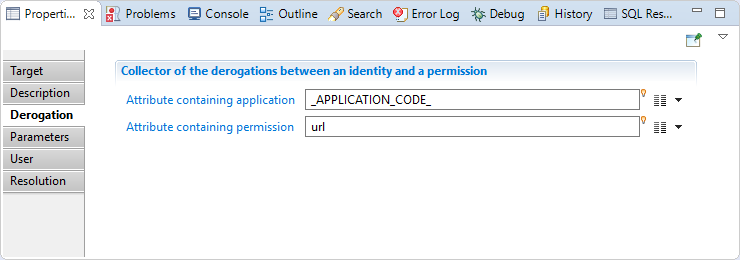 Properti... Problems Console Outline Search Error Log Debug History SQL Res...
Target
Description
Derogation
Parameters
User
Resolution
Collector of the derogations between an identity and a permission
Attribute containing application _APPLICATION_CODE_
Attribute containing permission url